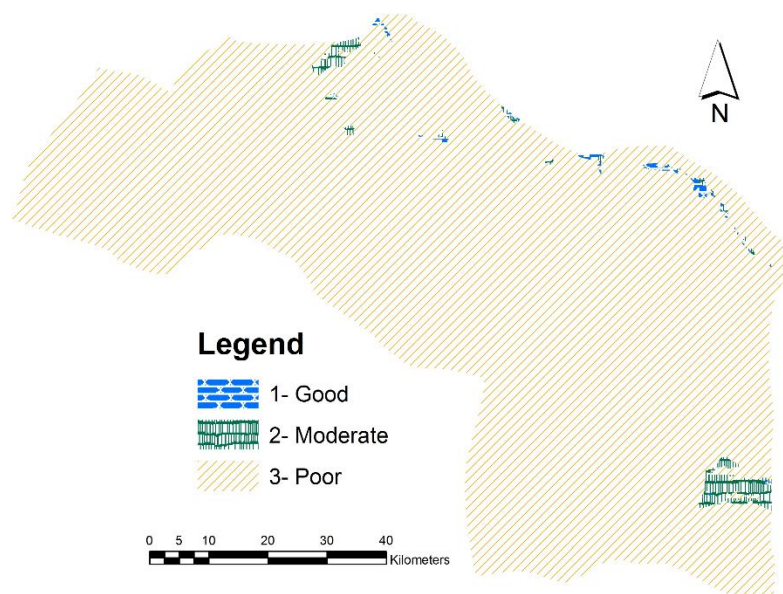 N
Legend
1- Good
2- Moderate
3- Poor
0 5 10 20 30 40
Kilometers